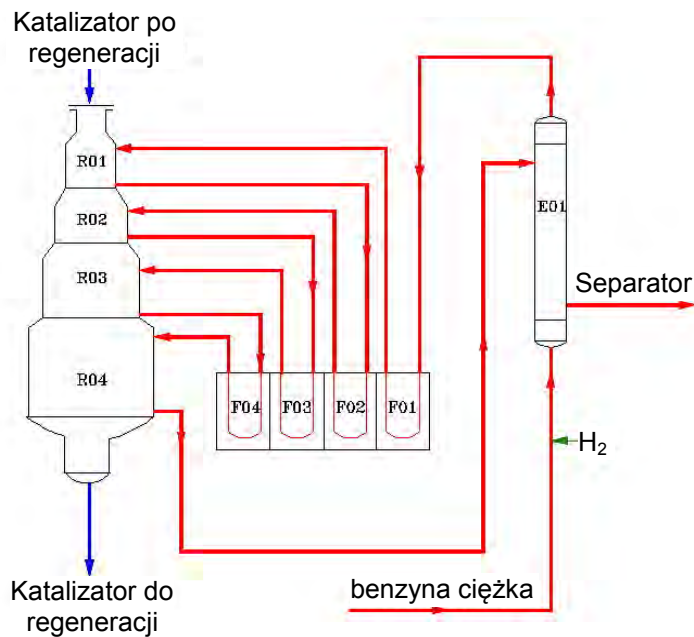 Katalizator po
regeneracji
R01
R02
R03
R04
F04
F03
F02
F01
E01
Separator
H₂
benzyna ciężka
Katalizator do
regeneracji